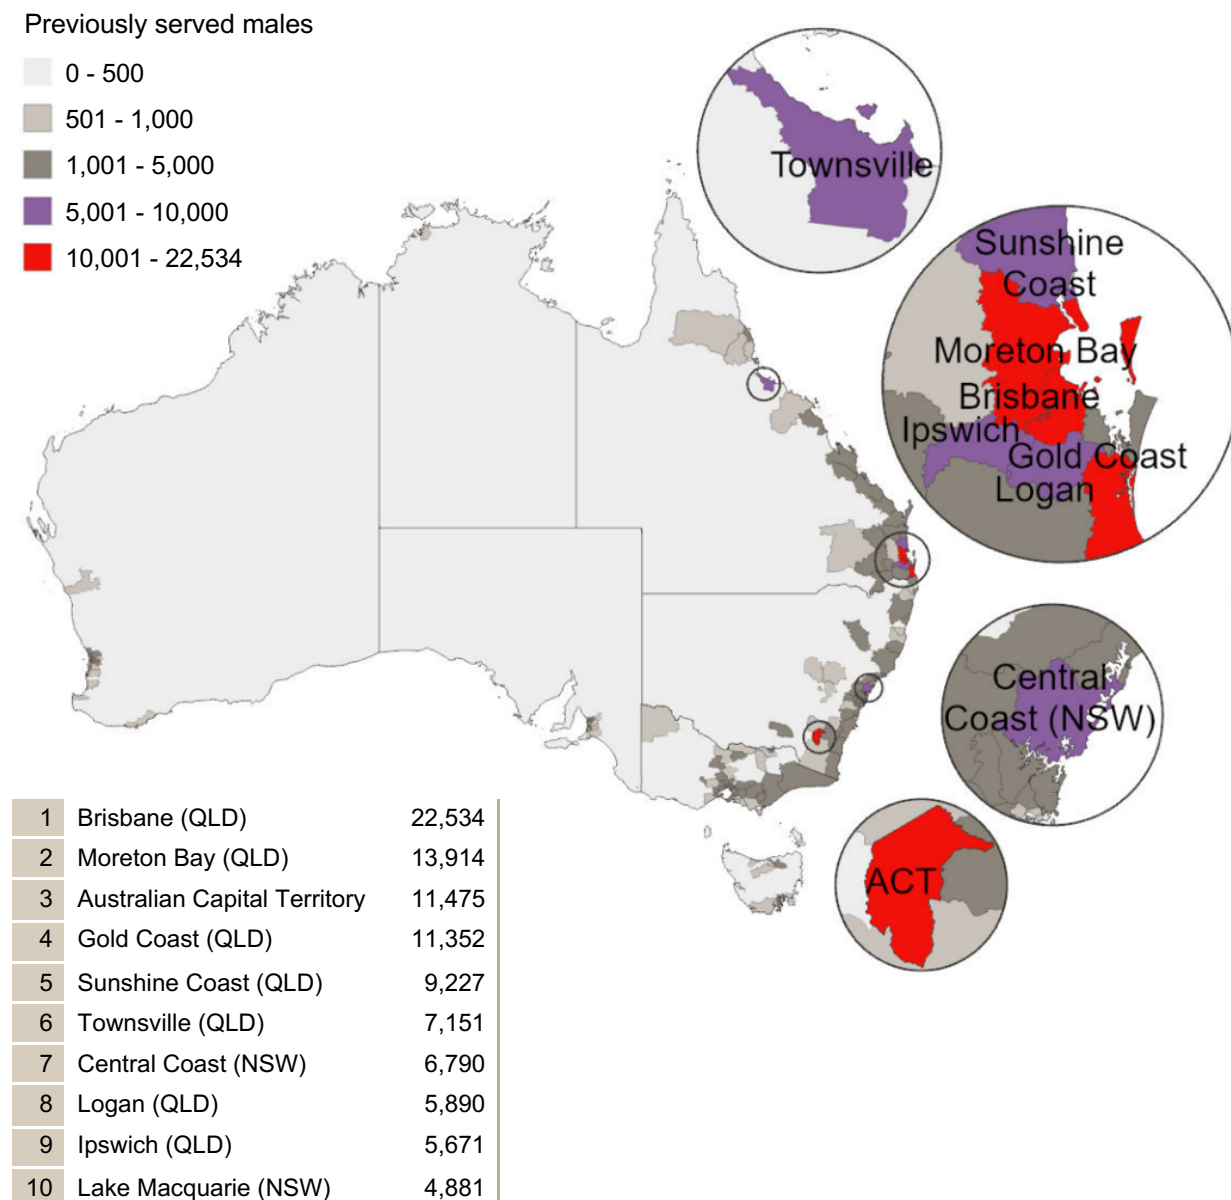 Previously served males
0 - 500
501 - 1,000
1,001 - 5,000
5,001 - 10,000
10,001 - 22,534
Townsville
Sunshine
Coast
Moreton Bay
Brisbane
Ipswich
Gold Coast
Logan
Central
Coast (NSW)
ACT
1 Brisbane (QLD) 22,534
2 Moreton Bay (QLD) 13,914
3 Australian Capital Territory 11,475
4 Gold Coast (QLD) 11,352
5 Sunshine Coast (QLD) 9,227
6 Townsville (QLD) 7,151
7 Central Coast (NSW) 6,790
8 Logan (QLD) 5,890
9 Ipswich (QLD) 5,671
10 Lake Macquarie (NSW) 4,881